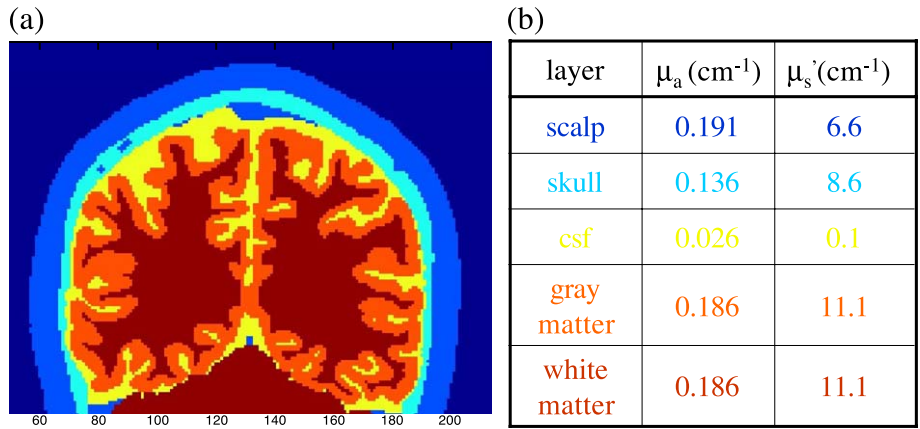 (a)
60 80 100 120 140 160 180 200
(b)
layer μa (cm-1) μs’(cm-1)
scalp 0.191 6.6
skull 0.136 8.6
csf 0.026 0.1
gray
matter 0.186 11.1
white
matter 0.186 11.1